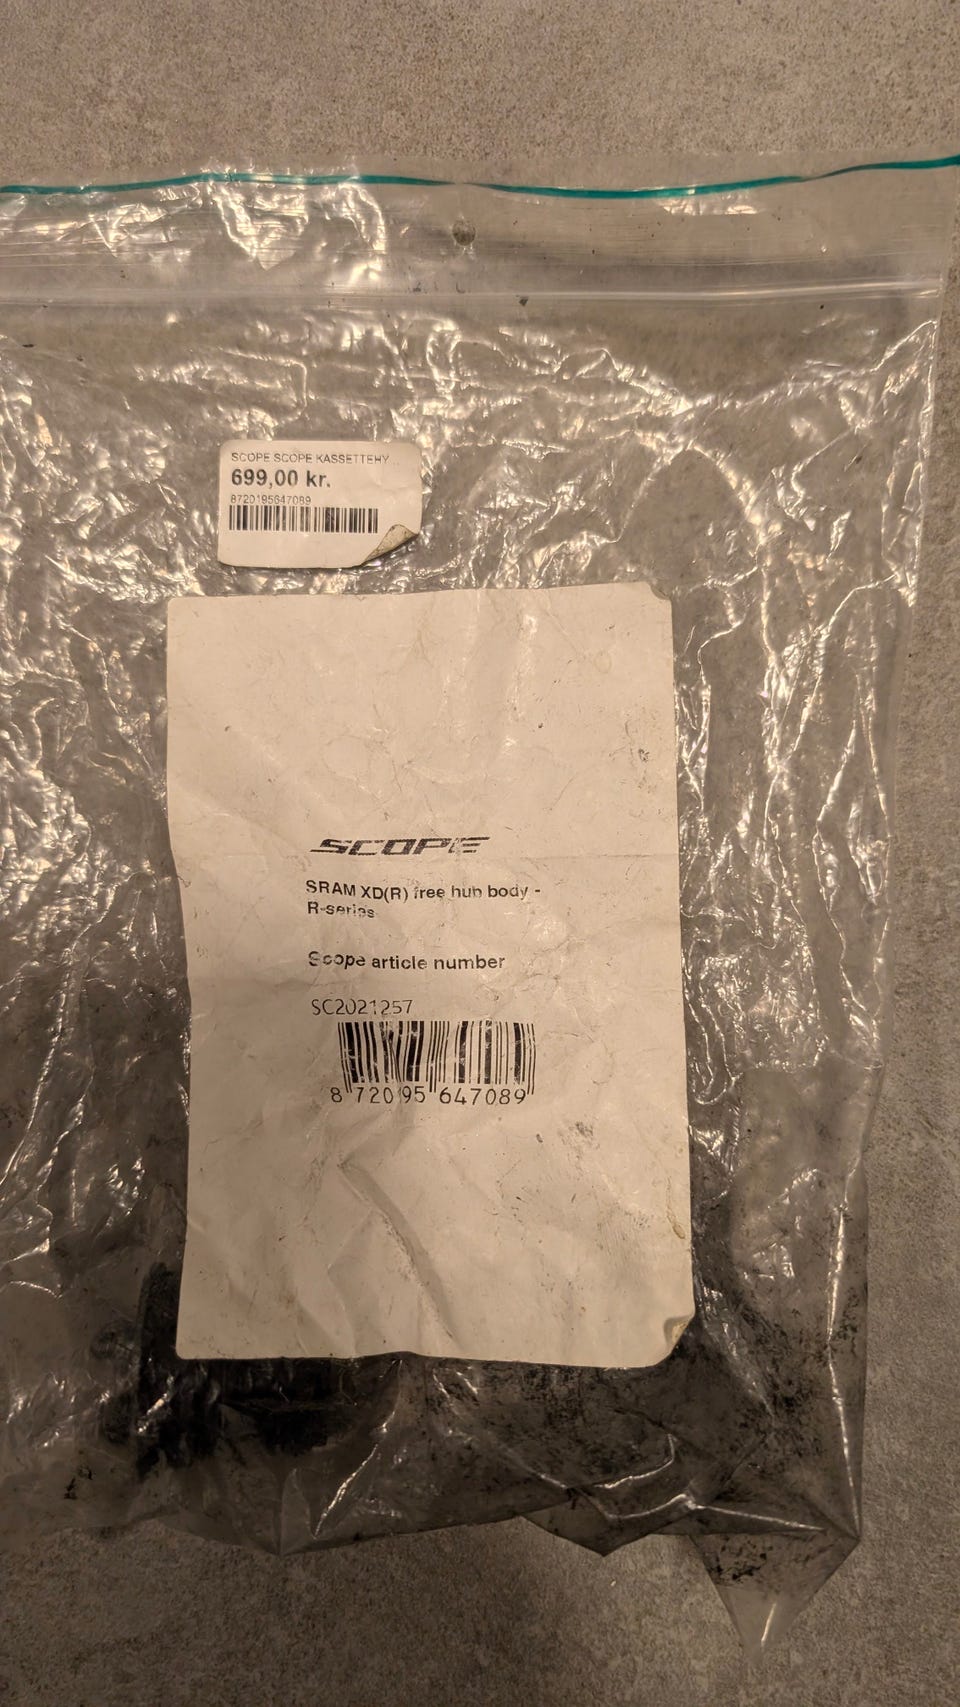 SCOPE SCOPE KASSETTEHY...
699,00 kr.
8720195647089
SCOPE
SRAM XD(R) free hub body -
R-series
Scope article number
SC2021257
8 720195 647089